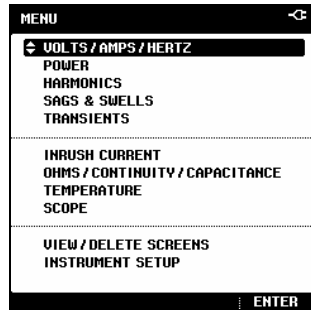 MENU
VOLTS/AMPS/HERTZ
POWER
HARMONICS
SAGS & SWELLS
TRANSIENTS
INRUSH CURRENT
OHMS/CONTINUITY/CAPACITANCE
TEMPERATURE
SCOPE
VIEW/DELETE SCREENS
INSTRUMENT SETUP
ENTER